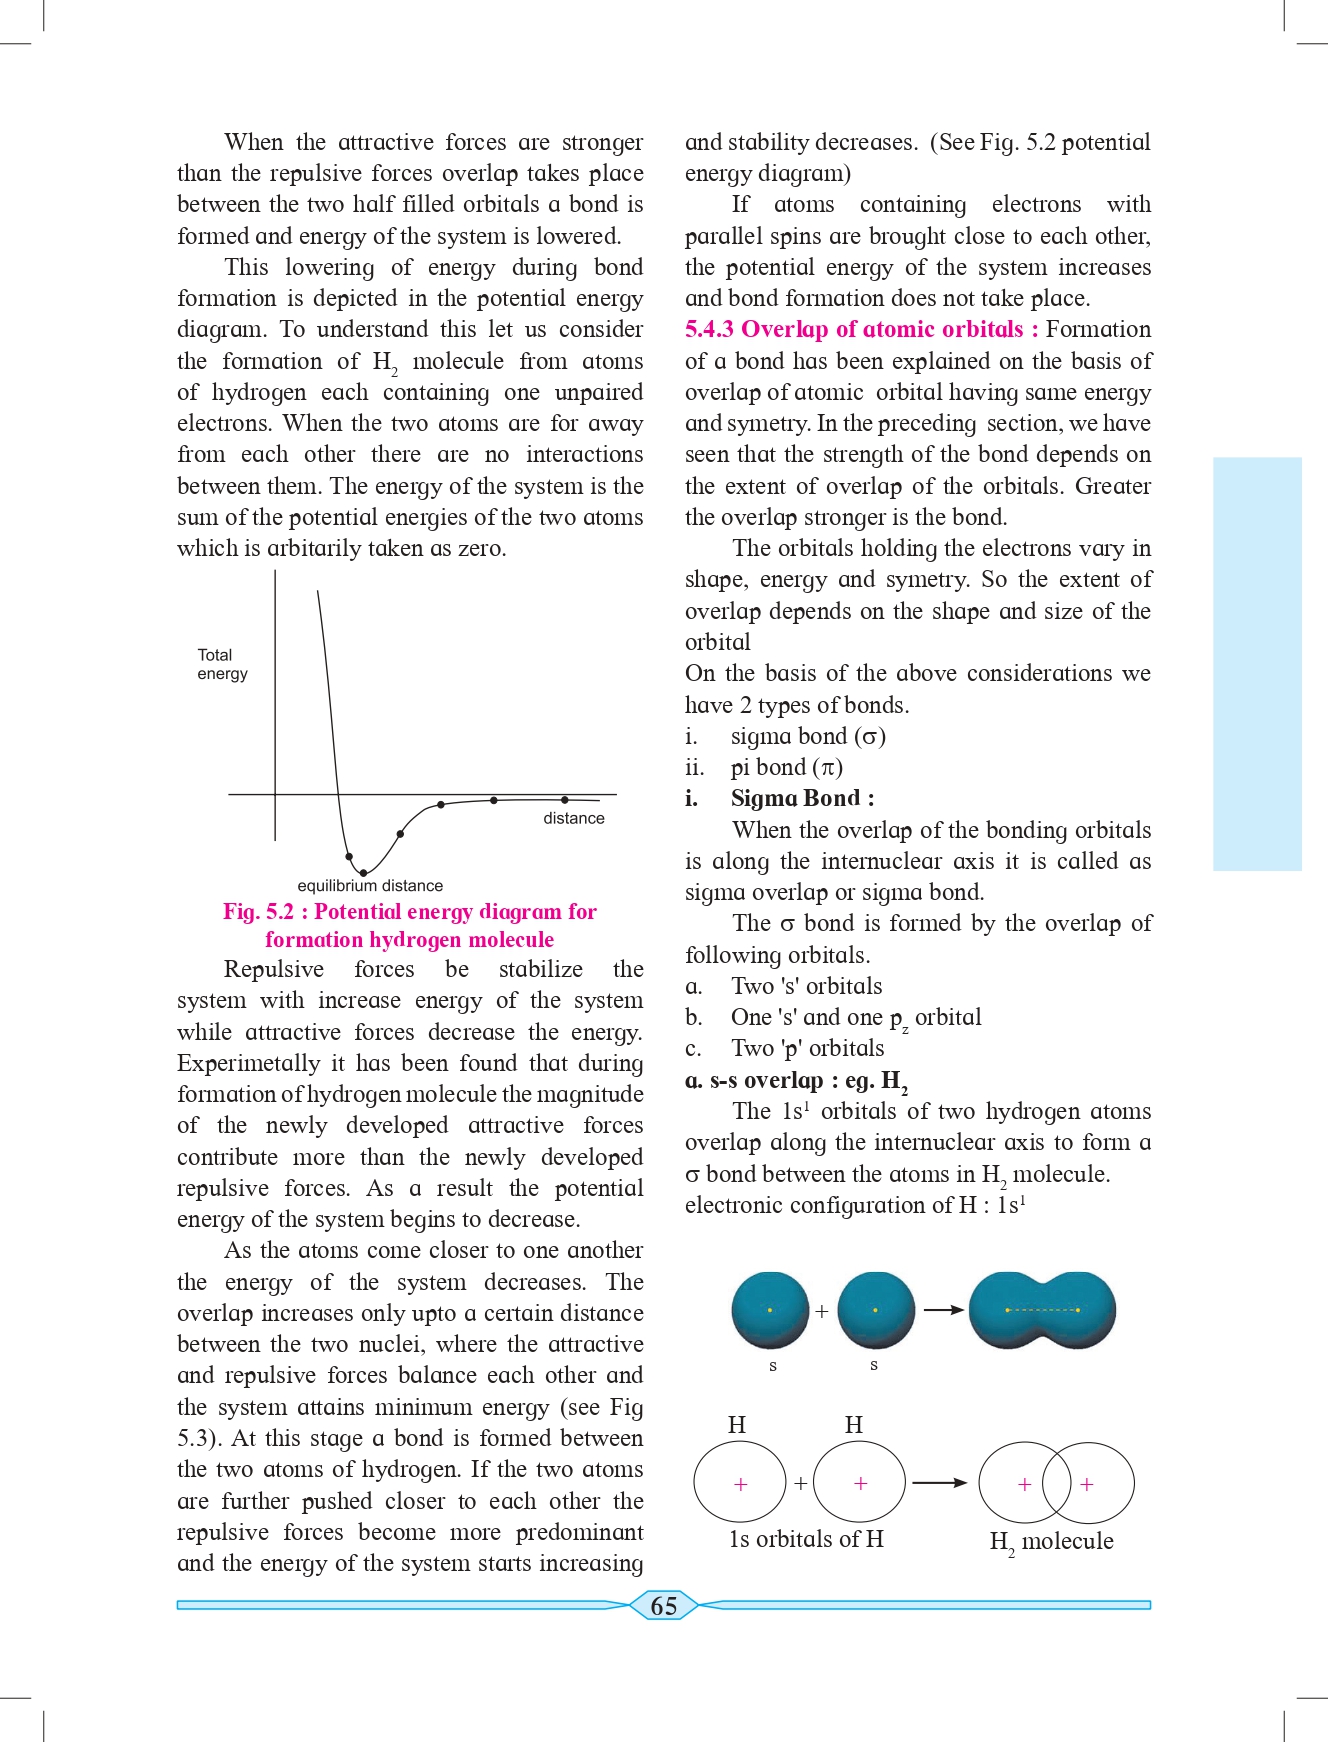 When the attractive forces are stronger
than the repulsive forces overlap takes place
between the two half filled orbitals a bond is
formed and energy of the system is lowered.
This lowering of energy during bond
formation is depicted in the potential energy
diagram. To understand this let us consider
the formation of H₂ molecule from atoms
of hydrogen each containing one unpaired
electrons. When the two atoms are for away
from each other there are no interactions
between them. The energy of the system is the
sum of the potential energies of the two atoms
which is arbitarily taken as zero.
Total
energy
distance
equilibrium distance
Fig. 5.2 : Potential energy diagram for
formation hydrogen molecule
Repulsive forces be stabilize the
system with increase energy of the system
while attractive forces decrease the energy.
Experimetally it has been found that during
formation of hydrogen molecule the magnitude
of the newly developed attractive forces
contribute more than the newly developed
repulsive forces. As a result the potential
energy of the system begins to decrease.
As the atoms come closer to one another
the energy of the system decreases. The
overlap increases only upto a certain distance
between the two nuclei, where the attractive
and repulsive forces balance each other and
the system attains minimum energy (see Fig
5.3). At this stage a bond is formed between
the two atoms of hydrogen. If the two atoms
are further pushed closer to each other the
repulsive forces become more predominant
and the energy of the system starts increasing
and stability decreases. (See Fig. 5.2 potential
energy diagram)
If atoms containing electrons with
parallel spins are brought close to each other,
the potential energy of the system increases
and bond formation does not take place.
5.4.3 Overlap of atomic orbitals : Formation
of a bond has been explained on the basis of
overlap of atomic orbital having same energy
and symetry. In the preceding section, we have
seen that the strength of the bond depends on
the extent of overlap of the orbitals. Greater
the overlap stronger is the bond.
The orbitals holding the electrons vary in
shape, energy and symetry. So the extent of
overlap depends on the shape and size of the
orbital
On the basis of the above considerations we
have 2 types of bonds.
i. sigma bond (σ)
ii. pi bond (π)
i. Sigma Bond :
When the overlap of the bonding orbitals
is along the internuclear axis it is called as
sigma overlap or sigma bond.
The σ bond is formed by the overlap of
following orbitals.
a. Two 's' orbitals
b. One 's' and one p_z orbital
c. Two 'p' orbitals
a. s-s overlap : eg. H₂
The 1s¹ orbitals of two hydrogen atoms
overlap along the internuclear axis to form a
σ bond between the atoms in H₂ molecule.
electronic configuration of H : 1s¹
+
s s
H H
+ + + + +
1s orbitals of H H₂ molecule
65